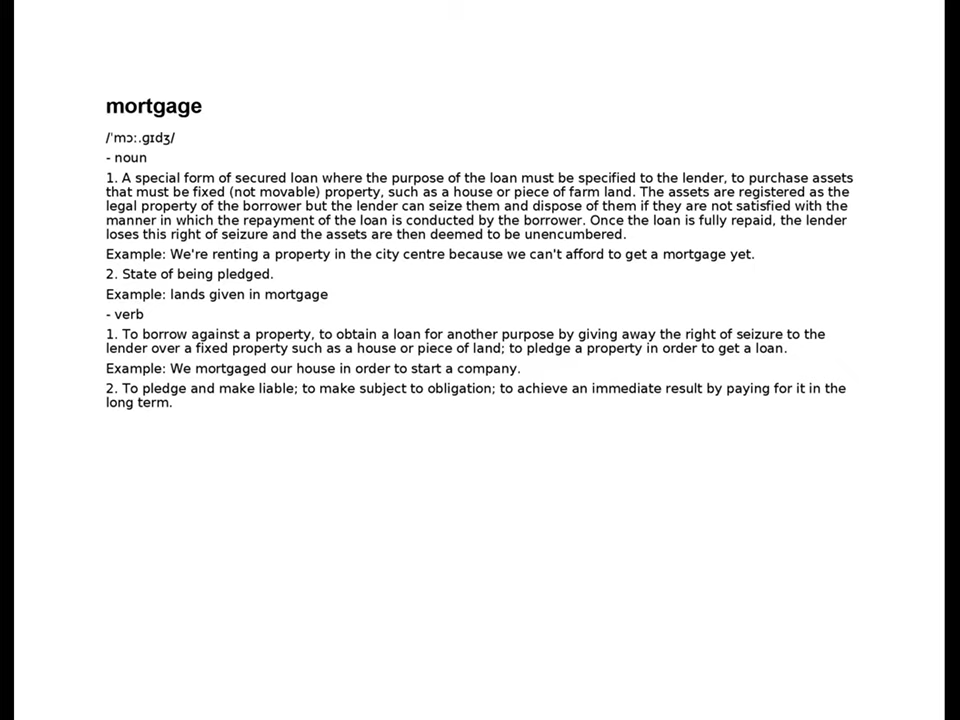 mortgage
/ˈmɔː.ɡɪdʒ/
- noun
1. A special form of secured loan where the purpose of the loan must be specified to the lender, to purchase assets
that must be fixed (not movable) property, such as a house or piece of farm land. The assets are registered as the
legal property of the borrower but the lender can seize them and dispose of them if they are not satisfied with the
manner in which the repayment of the loan is conducted by the borrower. Once the loan is fully repaid, the lender
loses this right of seizure and the assets are then deemed to be unencumbered.
Example: We're renting a property in the city centre because we can't afford to get a mortgage yet.
2. State of being pledged.
Example: lands given in mortgage
- verb
1. To borrow against a property, to obtain a loan for another purpose by giving away the right of seizure to the
lender over a fixed property such as a house or piece of land; to pledge a property in order to get a loan.
Example: We mortgaged our house in order to start a company.
2. To pledge and make liable; to make subject to obligation; to achieve an immediate result by paying for it in the
long term.